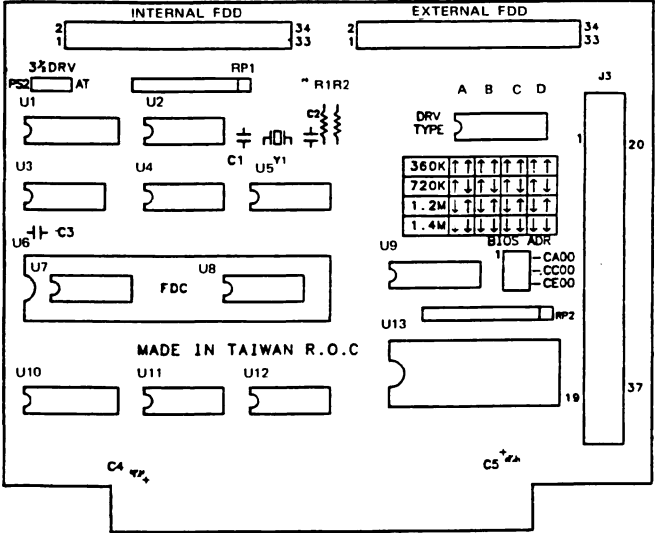 INTERNAL FDD
EXTERNAL FDD
2 34
1 33
2 34
1 33
3½ DRV
PS2 AT
RP1
R1R2
A B C D
J3
U1
U2
C2
DRV
TYPE
1 20
C1 Y1
U3
U4
U5
360K ↑↑ ↑↑ ↑↑ ↑↑
720K ↑↓ ↑↓ ↑↓ ↑↓
1.2M ↓↑ ↓↑ ↓↑ ↓↑
1.4M ↓↓ ↓↓ ↓↓ ↓↓
C3
BIOS ADR
U6
U9
1
CA00
CC00
CE00
U7
FDC
U8
RP2
U13
MADE IN TAIWAN R.O.C
U10
U11
U12
19 37
C4 +
C5 +